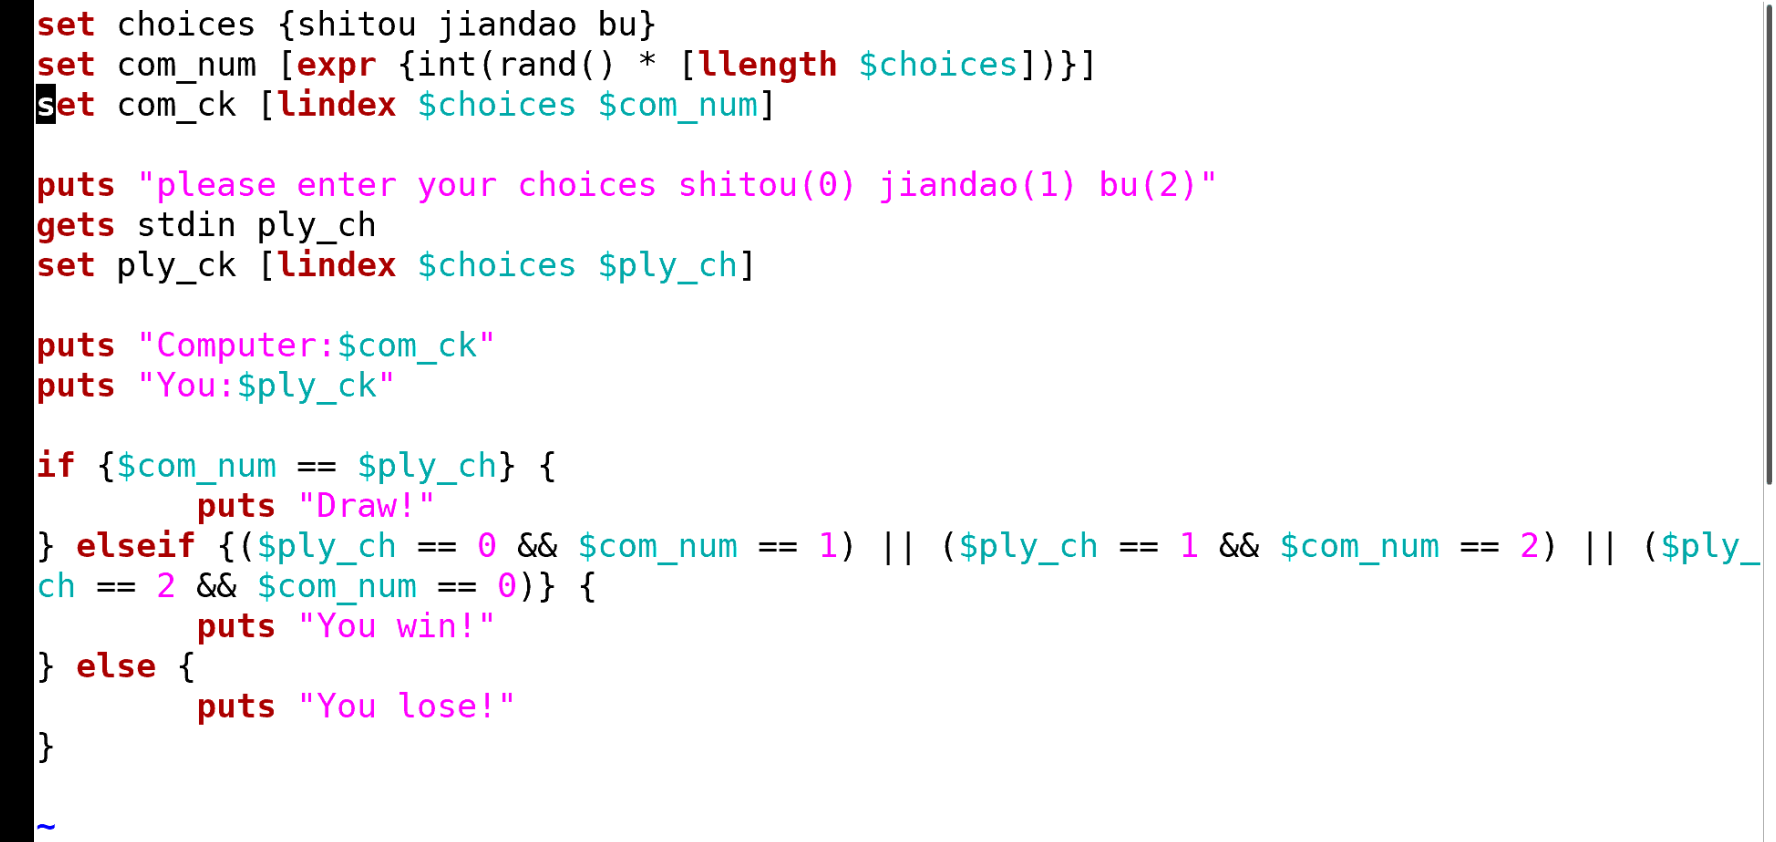 set choices {shitou jiandao bu}
set com_num [expr {int(rand() * [llength $choices])}]
set com_ck [lindex $choices $com_num]
puts "please enter your choices shitou(0) jiandao(1) bu(2)"
gets stdin ply_ch
set ply_ck [lindex $choices $ply_ch]
puts "Computer:$com_ck"
puts "You:$ply_ck"
if {$com_num == $ply_ch} {
        puts "Draw!"
} elseif {($ply_ch == 0 && $com_num == 1) || ($ply_ch == 1 && $com_num == 2) || ($ply_
ch == 2 && $com_num == 0)} {
        puts "You win!"
} else {
        puts "You lose!"
}
~